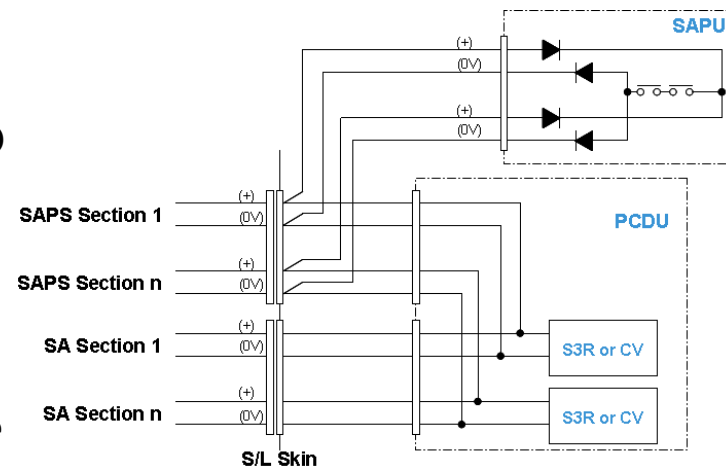 SAPU
(+)
(0V)
(+)
(0V)
(+)
SAPS Section 1
(0V)
PCDU
(+)
SAPS Section n
(0V)
(+)
SA Section 1
(0V)
S3R or CV
(+)
SA Section n
(0V)
S3R or CV
S/L Skin